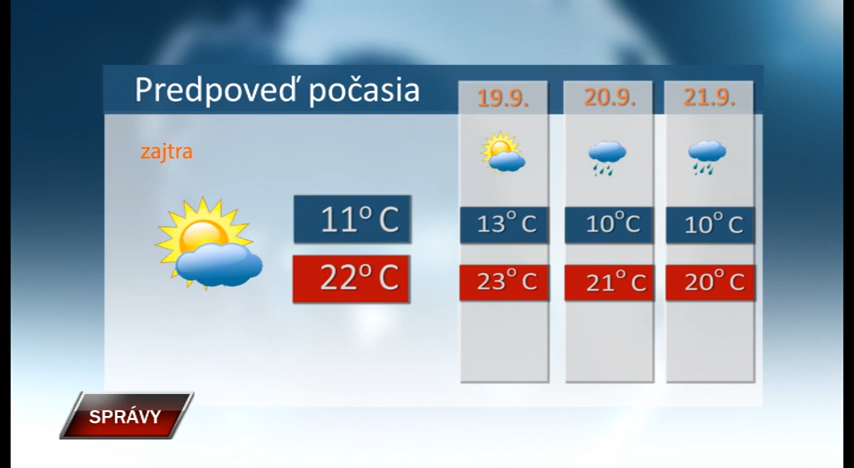 Predpoveď počasia
zajtra
11° C
22° C
19.9. 20.9. 21.9.
13° C 10°C 10° C
23° C 21° C 20° C
SPRÁVY